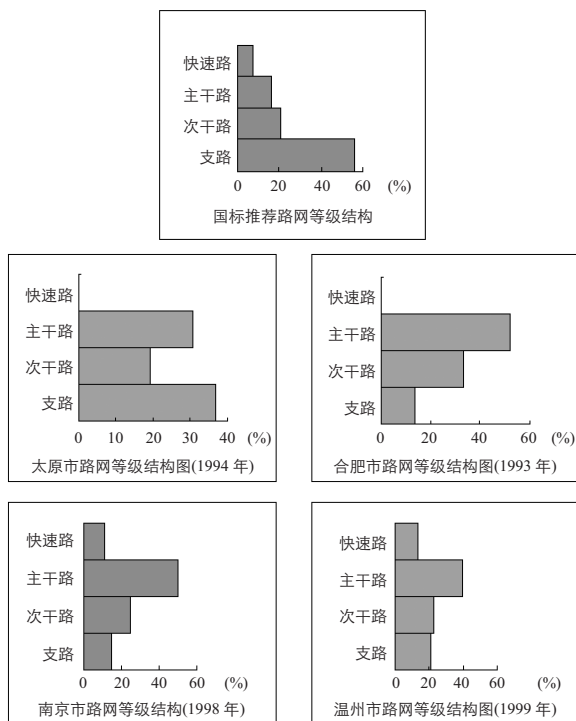 快速路
主干路
次干路
支路
0 20 40 60 (%)
国标推荐路网等级结构
快速路
主干路
次干路
支路
0 10 20 30 40 (%)
太原市路网等级结构图(1994 年)
快速路
主干路
次干路
支路
0 20 40 60 (%)
合肥市路网等级结构图(1993 年)
快速路
主干路
次干路
支路
0 20 40 60 (%)
南京市路网等级结构(1998 年)
快速路
主干路
次干路
支路
0 20 40 60 (%)
温州市路网等级结构图(1999 年)